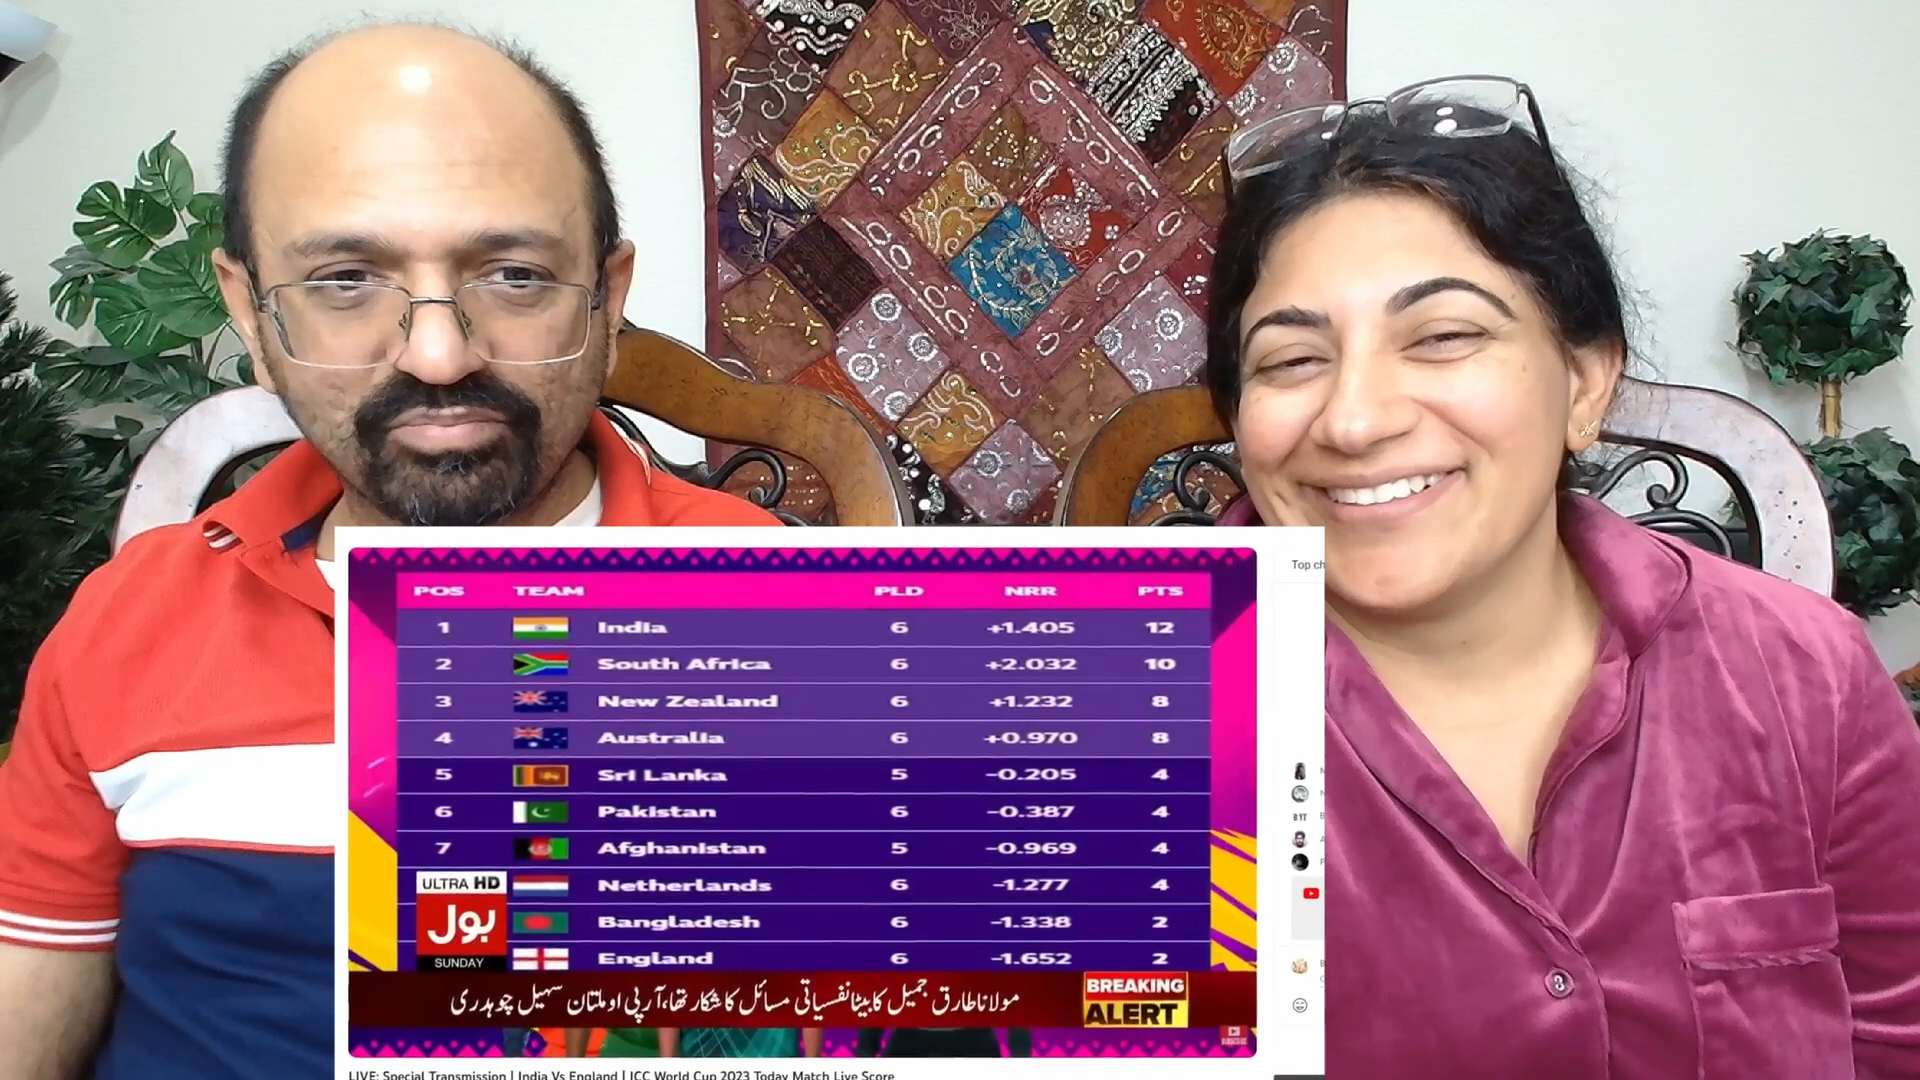 POS TEAM PLD NRR PTS
1 India 6 +1.405 12
2 South Africa 6 +2.032 10
3 New Zealand 6 +1.232 8
4 Australia 6 +0.970 8
5 Sri Lanka 5 -0.205 4
6 Pakistan 6 -0.387 4
7 Afghanistan 5 -0.969 4
Netherlands 6 -1.277 4
Bangladesh 6 -1.338 2
England 6 -1.652 2
ULTRA HD
بول
SUNDAY
مولانا طارق جمیل کا بیٹا نفسیاتی مسائل کا شکار تھا، آر پی او ملتان سہیل چوہدری
BREAKING
ALERT
SUBSCRIBE
LIVE: Special Transmission | India Vs England | ICC World Cup 2023 Today Match Live Score
Top ch
BYT